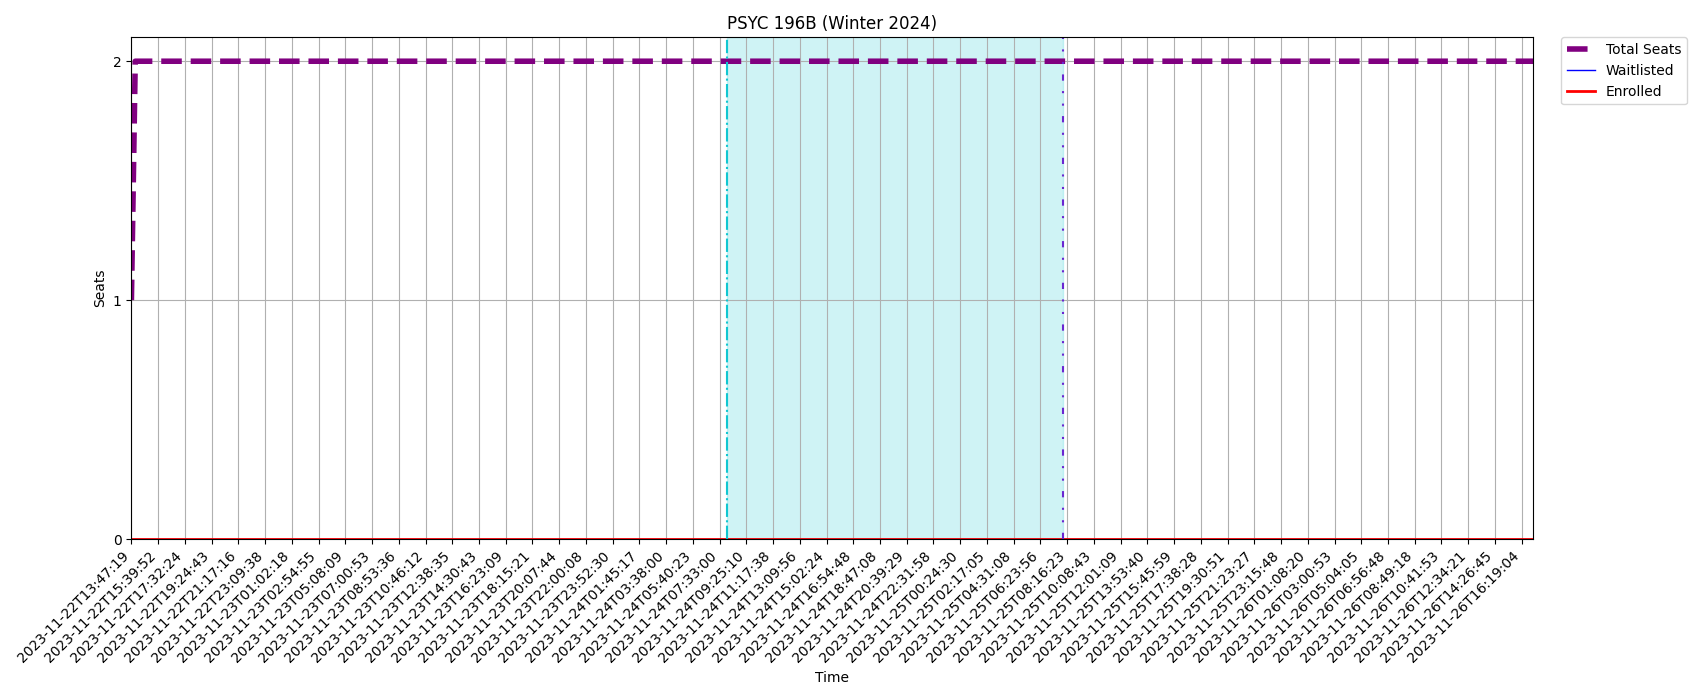 PSYC 196B (Winter 2024)
Total Seats
Waitlisted
Enrolled
Seats
2
1
0
2023-11-22T13:47:19
2023-11-22T15:39:52
2023-11-22T17:32:24
2023-11-22T19:24:43
2023-11-22T21:17:16
2023-11-22T23:09:38
2023-11-23T01:02:18
2023-11-23T02:54:55
2023-11-23T05:08:09
2023-11-23T07:00:53
2023-11-23T08:53:36
2023-11-23T10:46:12
2023-11-23T12:38:35
2023-11-23T14:30:43
2023-11-23T16:23:09
2023-11-23T18:15:21
2023-11-23T20:07:44
2023-11-23T22:00:08
2023-11-23T23:52:30
2023-11-24T01:45:17
2023-11-24T03:38:00
2023-11-24T05:40:23
2023-11-24T07:33:00
2023-11-24T09:25:10
2023-11-24T11:17:38
2023-11-24T13:09:56
2023-11-24T15:02:24
2023-11-24T16:54:48
2023-11-24T18:47:08
2023-11-24T20:39:29
2023-11-24T22:31:58
2023-11-25T00:24:30
2023-11-25T02:17:05
2023-11-25T04:31:08
2023-11-25T06:23:56
2023-11-25T08:16:23
2023-11-25T10:08:43
2023-11-25T12:01:09
2023-11-25T13:53:40
2023-11-25T15:45:59
2023-11-25T17:38:28
2023-11-25T19:30:51
2023-11-25T21:23:27
2023-11-25T23:15:48
2023-11-26T01:08:20
2023-11-26T03:00:53
2023-11-26T05:04:05
2023-11-26T06:56:48
2023-11-26T08:49:18
2023-11-26T10:41:53
2023-11-26T12:34:21
2023-11-26T14:26:45
2023-11-26T16:19:04
Time